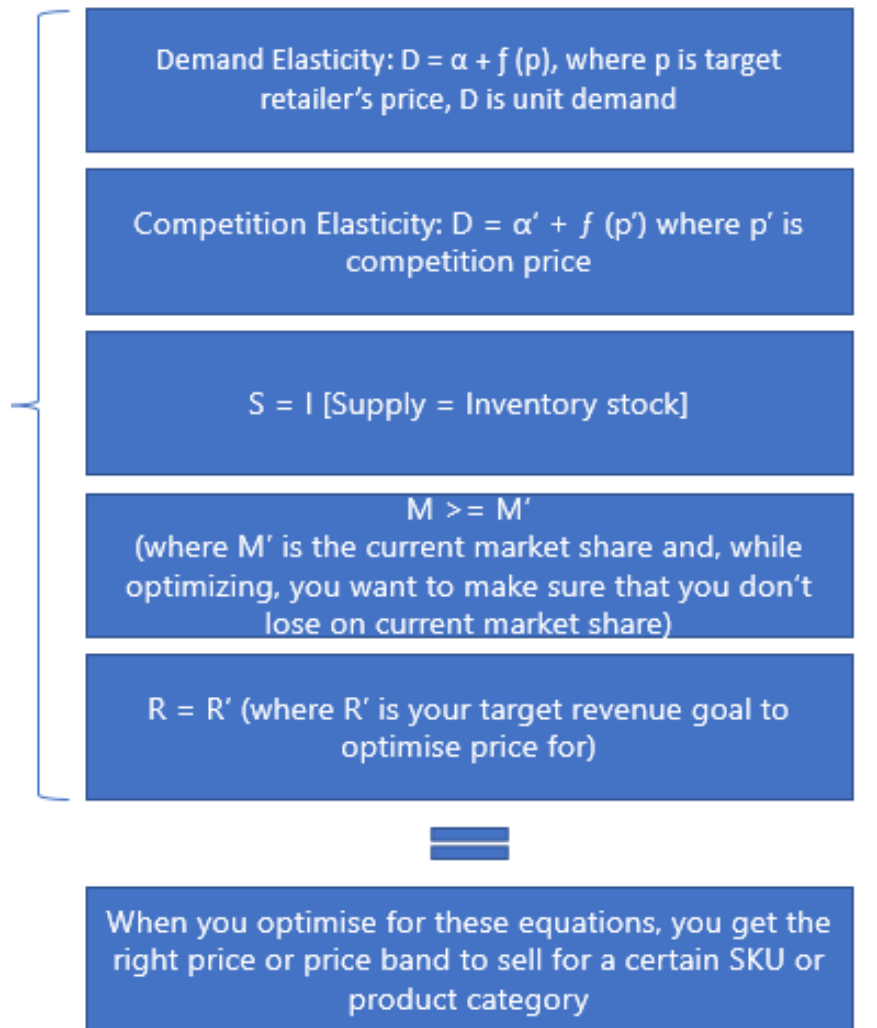 Demand Elasticity: D = α + ƒ (p), where p is target
retailer’s price, D is unit demand
Competition Elasticity: D = α’ + ƒ (p’) where p’ is
competition price
S = I [Supply = Inventory stock]
M >= M‘
(where M’ is the current market share and, while
optimizing, you want to make sure that you don‘t
lose on current market share)
R = R’ (where R’ is your target revenue goal to
optimise price for)
When you optimise for these equations, you get the
right price or price band to sell for a certain SKU or
product category